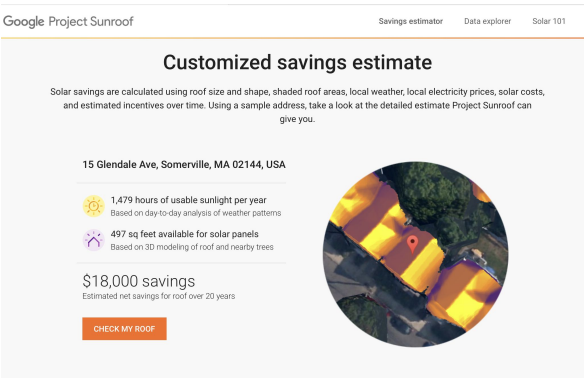 Google Project Sunroof
Savings estimator
Data explorer
Solar 101
Customized savings estimate
Solar savings are calculated using roof size and shape, shaded roof areas, local weather, local electricity prices, solar costs,
and estimated incentives over time. Using a sample address, take a look at the detailed estimate Project Sunroof can
give you.
15 Glendale Ave, Somerville, MA 02144, USA
1,479 hours of usable sunlight per year
Based on day-to-day analysis of weather patterns
497 sq feet available for solar panels
Based on 3D modeling of roof and nearby trees
$18,000 savings
Estimated net savings for roof over 20 years
CHECK MY ROOF